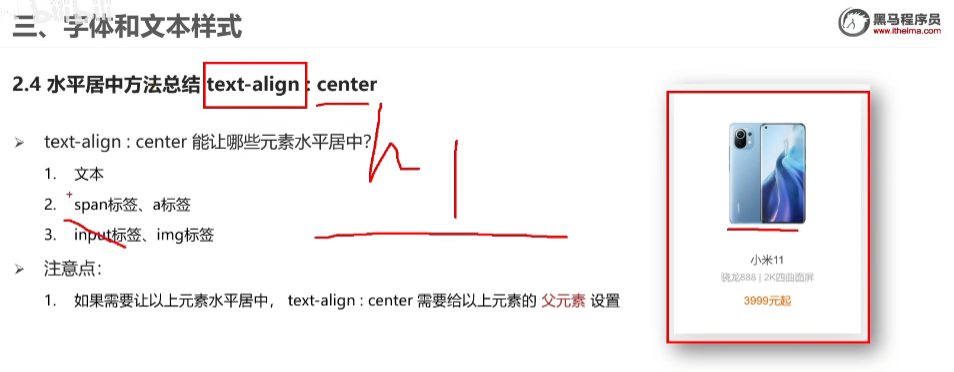 bilibili
三、字体和文本样式
黑马程序员
www.itheima.com
2.4 水平居中方法总结 text-align : center
➢ text-align : center 能让哪些元素水平居中?
1. 文本
2. span标签、a标签
3. input标签、img标签
➢ 注意点：
1. 如果需要让以上元素水平居中， text-align : center 需要给以上元素的 父元素 设置
h 1
小米11
骁龙888 | 2K四曲面屏
3999元起